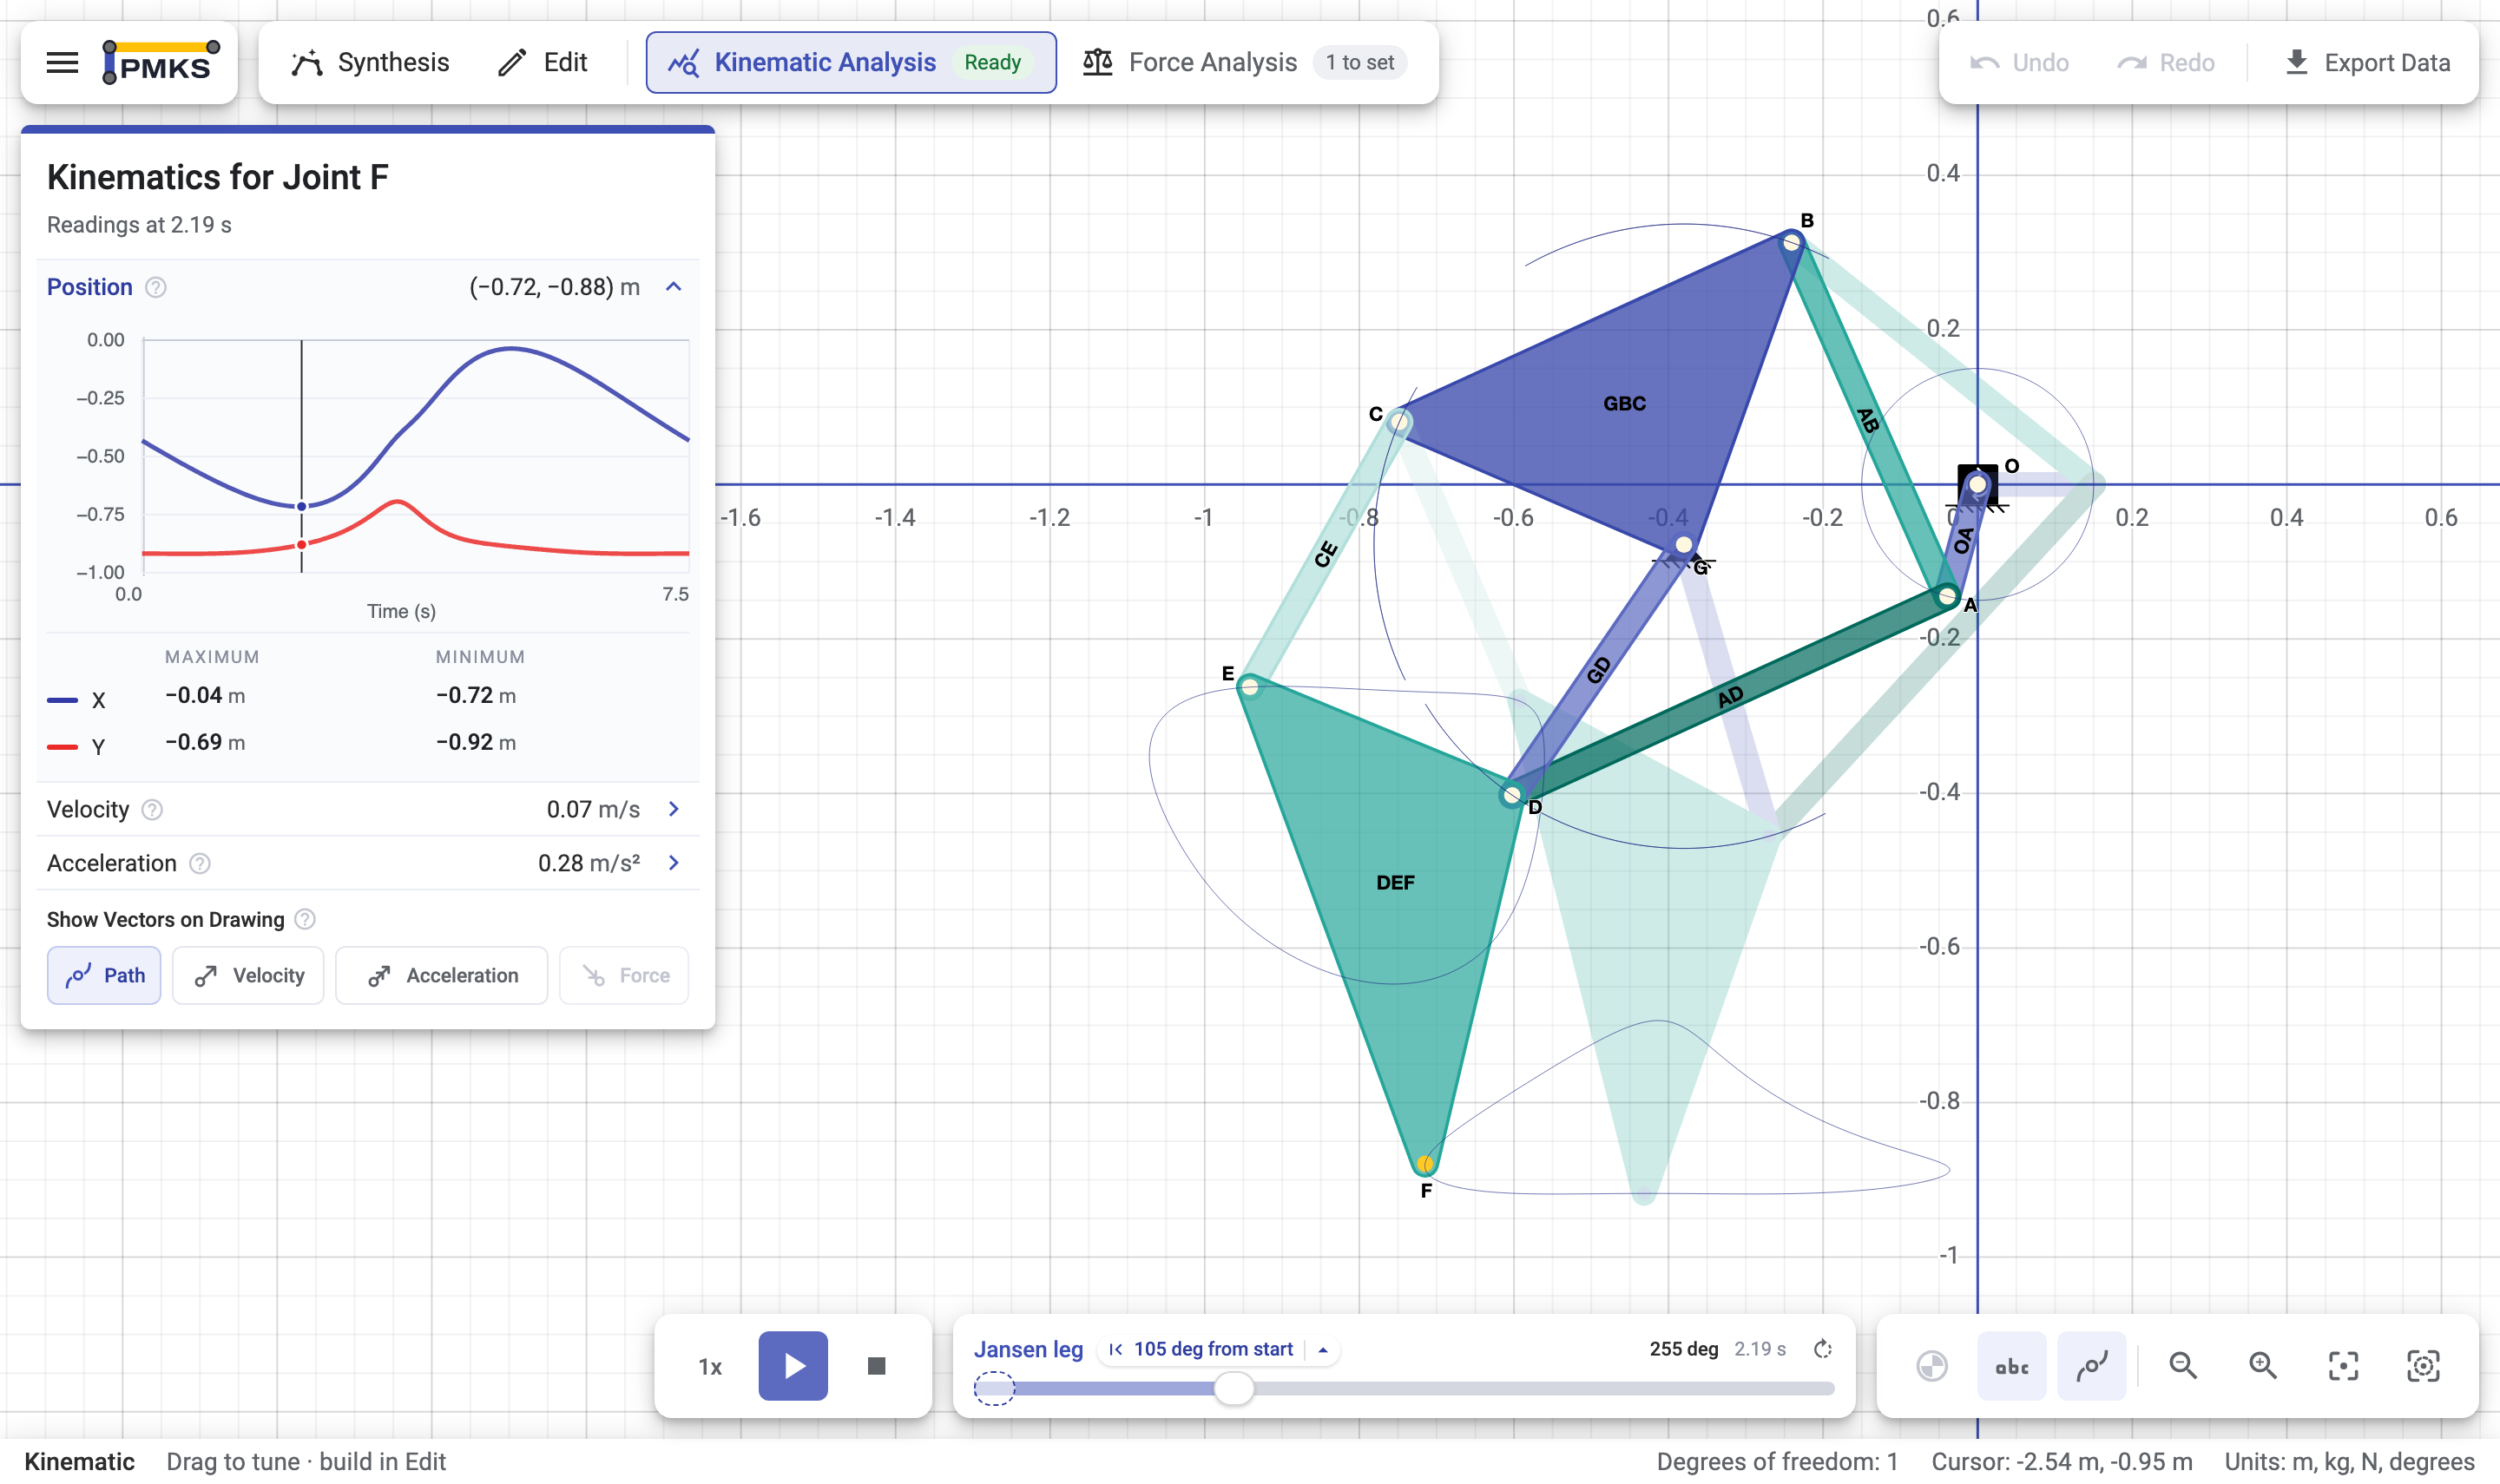 PMKS
Synthesis
Edit
Kinematic Analysis Ready
Force Analysis 1 to set
Undo
Redo
Export Data
Kinematics for Joint F
Readings at 2.19 s
Position ? (−0.72, −0.88) m
0.00
−0.25
−0.50
−0.75
−1.00
0.0 7.5
Time (s)
MAXIMUM MINIMUM
X −0.04 m −0.72 m
Y −0.69 m −0.92 m
Velocity ? 0.07 m/s
Acceleration ? 0.28 m/s²
Show Vectors on Drawing ?
Path Velocity Acceleration Force
0.6
0.4
0.2
-1.6 -1.4 -1.2 -1 -0.8 -0.6 -0.4 -0.2 0 0.2 0.4 0.6
-0.2
-0.4
-0.6
-0.8
-1
B
GBC
C
AB
O
OA
CE
G
A
E
GD
AD
D
DEF
F
1x
Jansen leg 105 deg from start 255 deg 2.19 s
abc
Kinematic Drag to tune · build in Edit
Degrees of freedom: 1 Cursor: -2.54 m, -0.95 m Units: m, kg, N, degrees